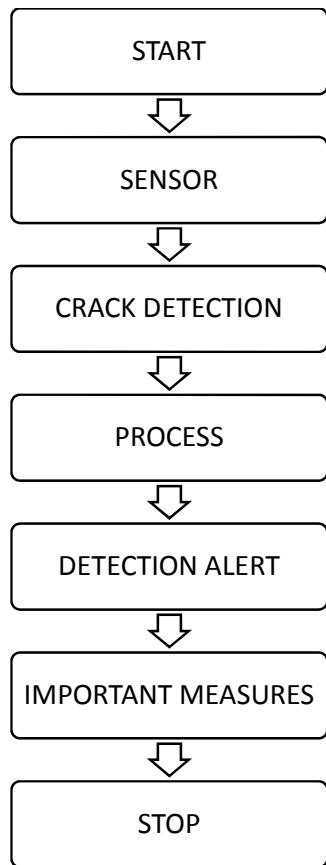 START
SENSOR
CRACK DETECTION
PROCESS
DETECTION ALERT
IMPORTANT MEASURES
STOP